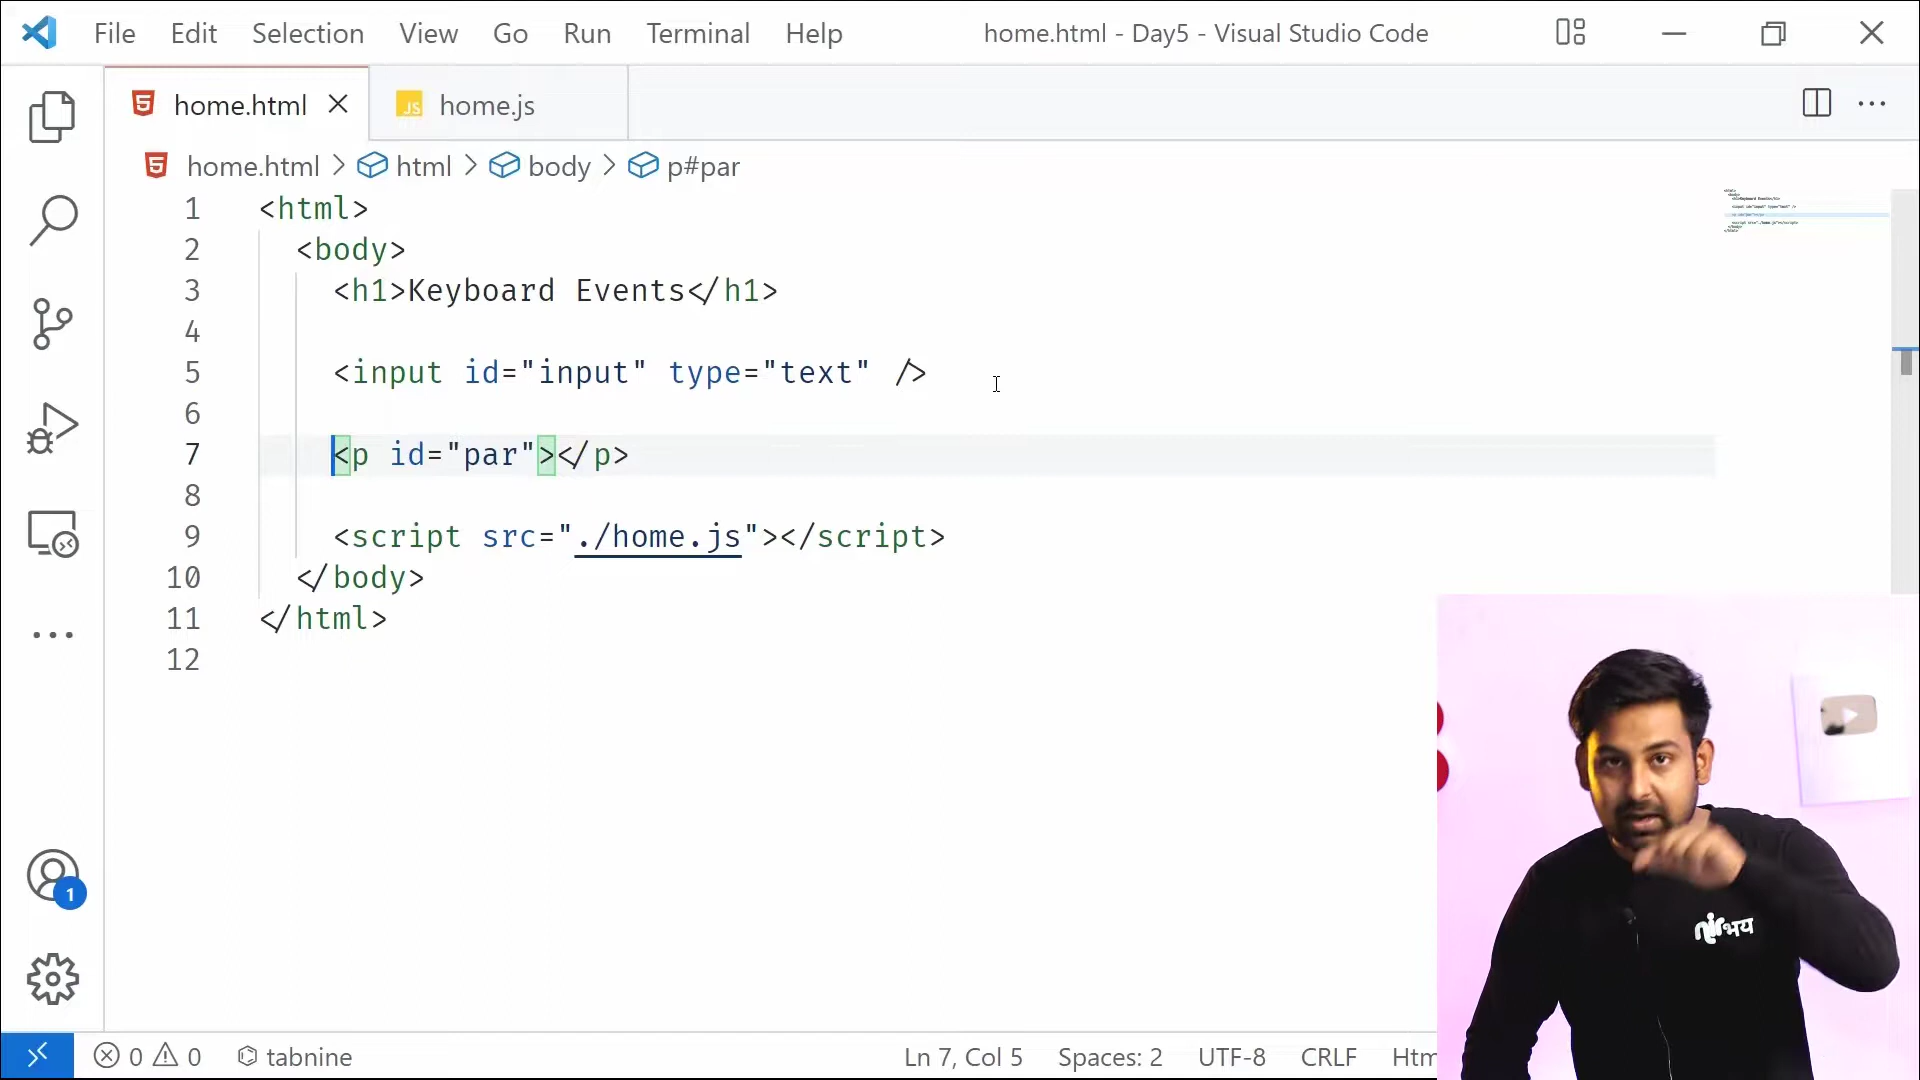 File Edit Selection View Go Run Terminal Help home.html - Day5 - Visual Studio Code
home.html JS home.js
home.html > html > body > p#par
1 <html>
2 <body>
3 <h1>Keyboard Events</h1>
4
5 <input id="input" type="text" />
6
7 <p id="par"></p>
8
9 <script src="./home.js"></script>
10 </body>
11 </html>
12
1
nirभय
0 0 tabnine Ln 7, Col 5 Spaces: 2 UTF-8 CRLF